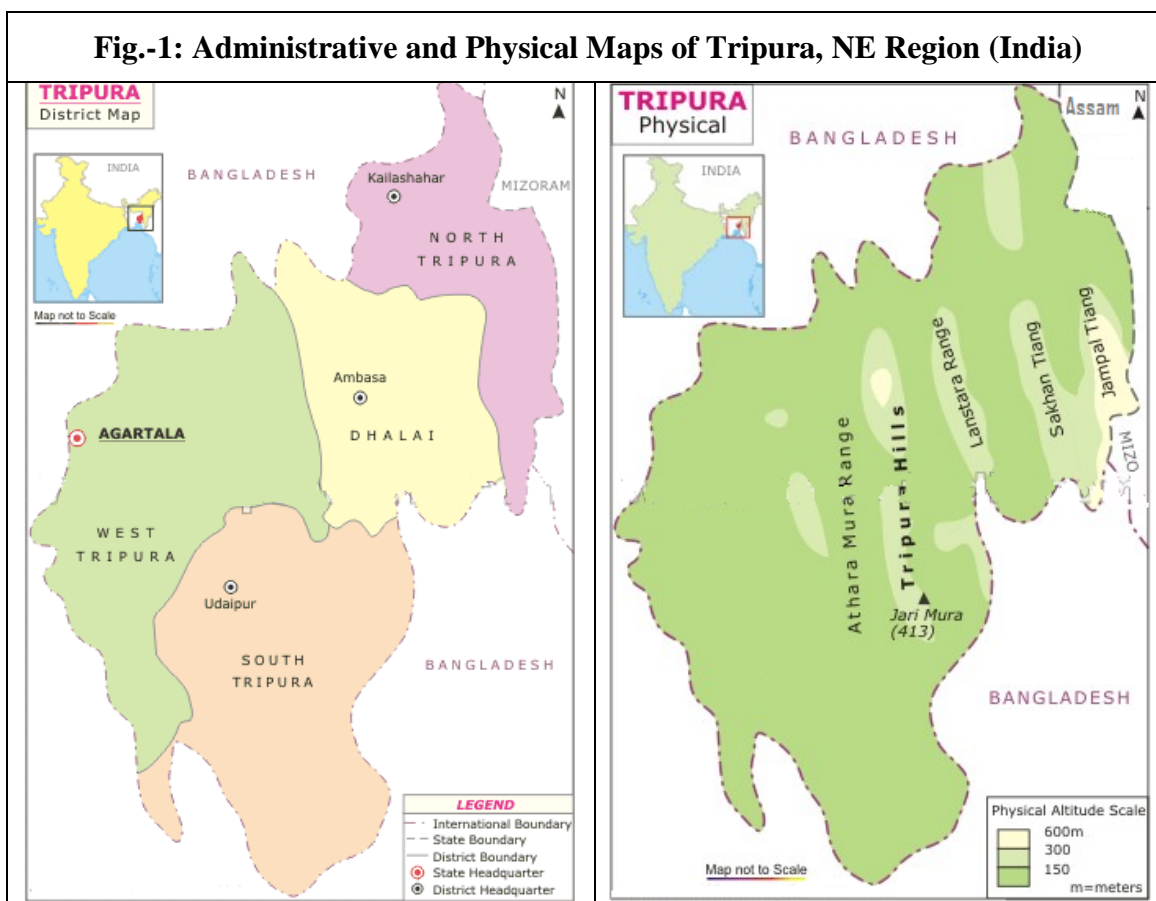 Fig.-1: Administrative and Physical Maps of Tripura, NE Region (India)
TRIPURA
District Map
N
INDIA
BANGLADESH
Kailashahar
MIZORAM
NORTH
TRIPURA
Map not to Scale
Ambasa
DHALAI
AGARTALA
WEST
TRIPURA
Udaipur
SOUTH
TRIPURA
BANGLADESH
LEGEND
International Boundary
State Boundary
District Boundary
State Headquarter
District Headquarter
TRIPURA
Physical
Assam
N
BANGLADESH
INDIA
Jampai Tiang
Sakhan Tiang
Lanstara Range
Tripura Hills
Athara Mura Range
MIZO
Jari Mura
(413)
BANGLADESH
Physical Altitude Scale
600m
300
150
m=meters
Map not to Scale